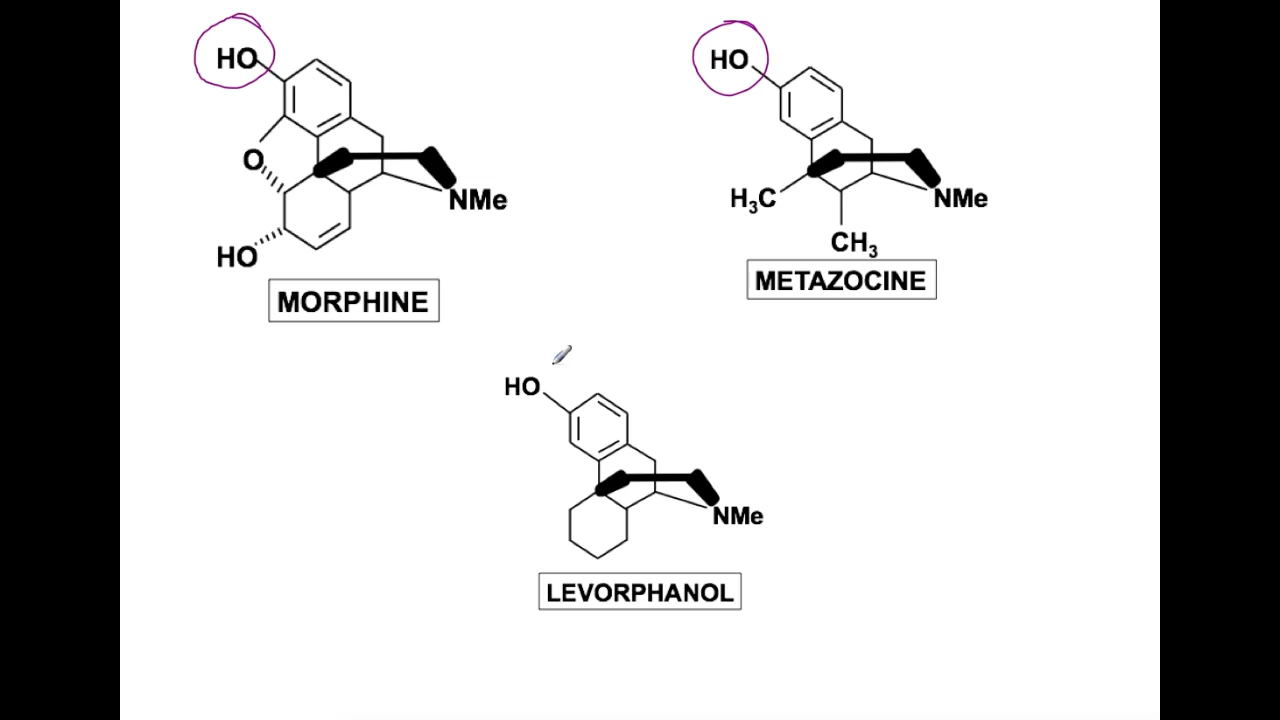 HO
O
NMe
HO
MORPHINE
HO
H₃C
NMe
CH₃
METAZOCINE
HO
NMe
LEVORPHANOL